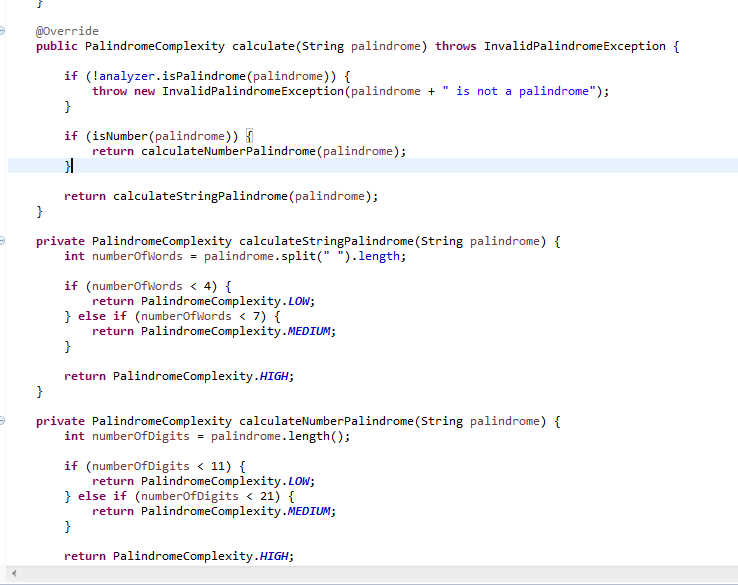 }
@Override
public PalindromeComplexity calculate(String palindrome) throws InvalidPalindromeException {
if (!analyzer.isPalindrome(palindrome)) {
throw new InvalidPalindromeException(palindrome + " is not a palindrome");
}
if (isNumber(palindrome)) {
return calculateNumberPalindrome(palindrome);
}
return calculateStringPalindrome(palindrome);
}
private PalindromeComplexity calculateStringPalindrome(String palindrome) {
int numberOfWords = palindrome.split(" ").length;
if (numberOfWords < 4) {
return PalindromeComplexity.LOW;
} else if (numberOfWords < 7) {
return PalindromeComplexity.MEDIUM;
}
return PalindromeComplexity.HIGH;
}
private PalindromeComplexity calculateNumberPalindrome(String palindrome) {
int numberOfDigits = palindrome.length();
if (numberOfDigits < 11) {
return PalindromeComplexity.LOW;
} else if (numberOfDigits < 21) {
return PalindromeComplexity.MEDIUM;
}
return PalindromeComplexity.HIGH;